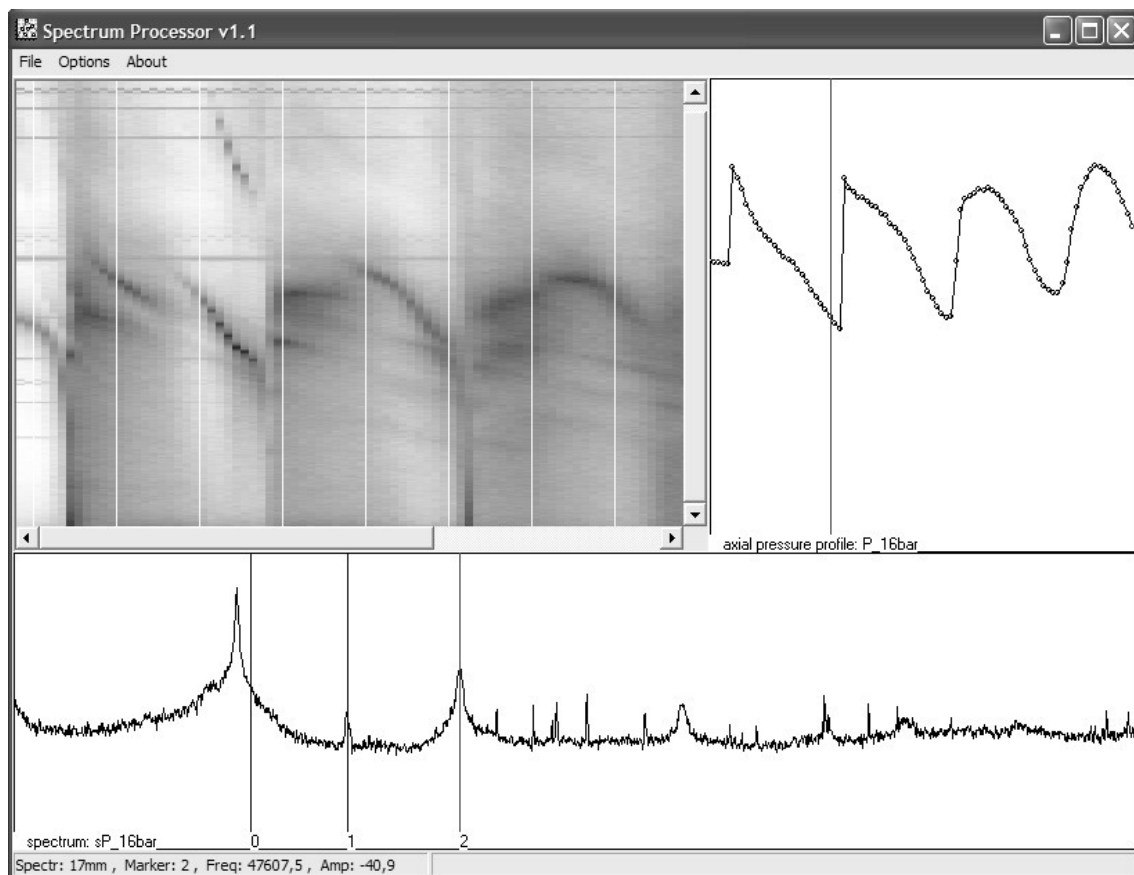 Spectrum Processor v1.1
File Options About
axial pressure profile: P_16bar
spectrum: sP_16bar 0 1 2
Spectr: 17mm , Marker: 2 , Freq: 47607,5 , Amp: -40,9